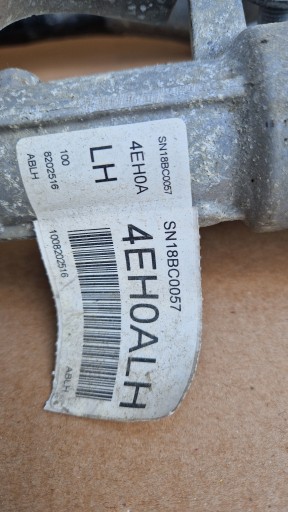 SN18BC0057
4EH0A
LH
100
8202516
ABLH
SN18BC0057
4EH0ALH
1008202516
ABLH